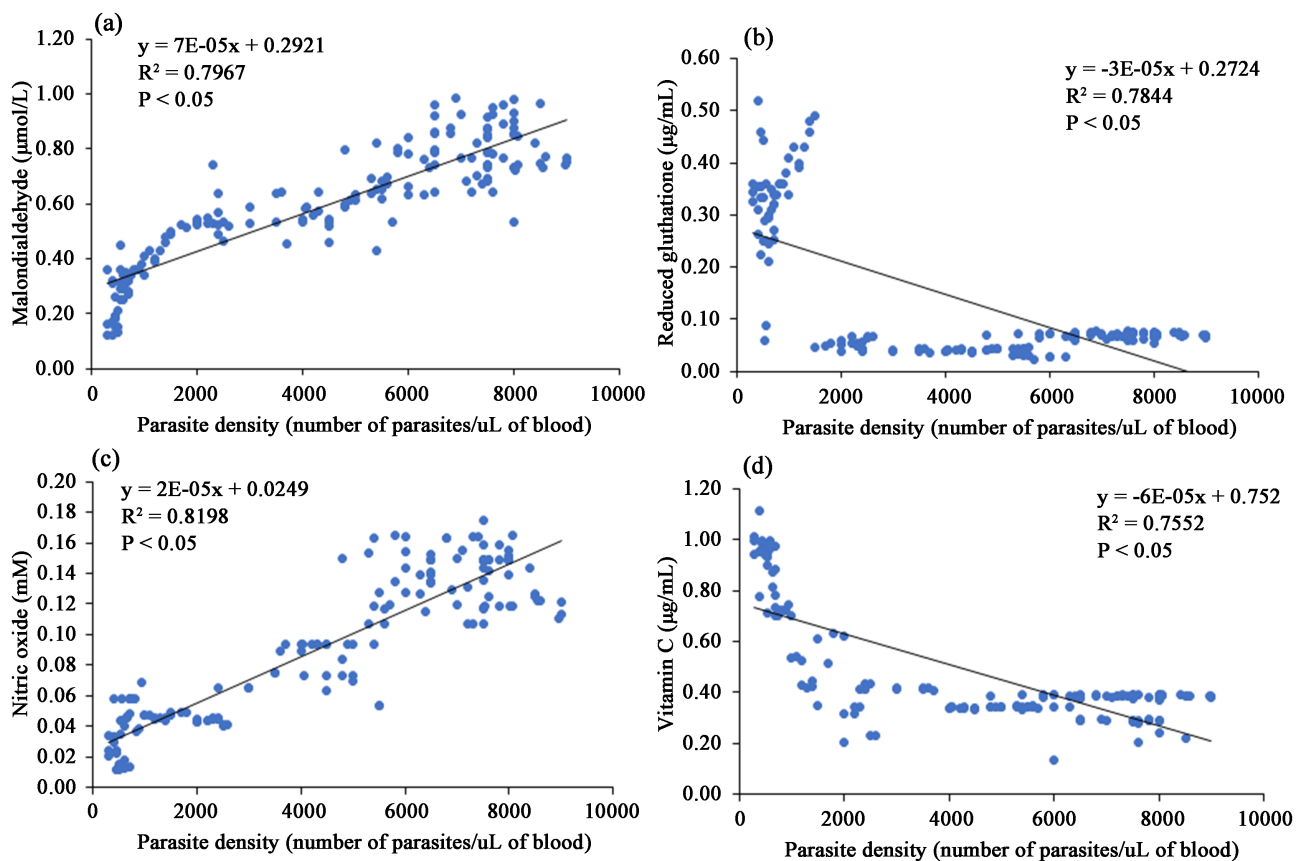 (a)
y = 7E-05x + 0.2921
R² = 0.7967
P < 0.05
Malondialdehyde (µmol/L)
1.20
1.00
0.80
0.60
0.40
0.20
0.00
0 2000 4000 6000 8000 10000
Parasite density (number of parasites/uL of blood)
(b)
y = -3E-05x + 0.2724
R² = 0.7844
P < 0.05
Reduced gluthatione (µg/mL)
0.60
0.50
0.40
0.30
0.20
0.10
0.00
0 2000 4000 6000 8000 10000
Parasite density (number of parasites/uL of blood)
(c)
y = 2E-05x + 0.0249
R² = 0.8198
P < 0.05
Nitric oxide (mM)
0.20
0.18
0.16
0.14
0.12
0.10
0.08
0.06
0.04
0.02
0.00
0 2000 4000 6000 8000 10000
Parasite density (number of parasites/uL of blood)
(d)
y = -6E-05x + 0.752
R² = 0.7552
P < 0.05
Vitamin C (µg/mL)
1.20
1.00
0.80
0.60
0.40
0.20
0.00
0 2000 4000 6000 8000 10000
Parasite density (number of parasites/uL of blood)